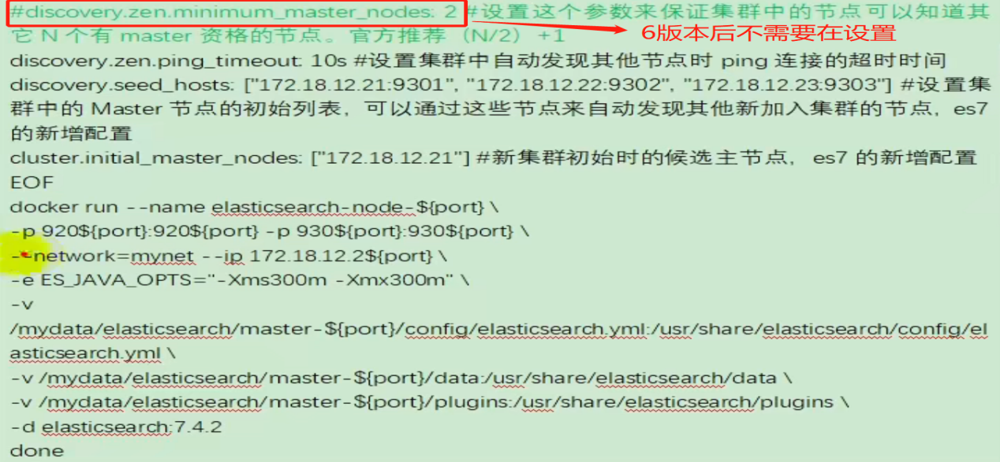 #discovery.zen.minimum_master_nodes: 2 #设置这个参数来保证集群中的节点可以知道其
它 N 个有 master 资格的节点。官方推荐（N/2）+1
6版本后不需要在设置
discovery.zen.ping_timeout: 10s #设置集群中自动发现其他节点时 ping 连接的超时时间
discovery.seed_hosts: ["172.18.12.21:9301", "172.18.12.22:9302", "172.18.12.23:9303"] #设置集
群中的 Master 节点的初始列表，可以通过这些节点来自动发现其他新加入集群的节点，es7
的新增配置
cluster.initial_master_nodes: ["172.18.12.21"] #新集群初始时的候选主节点，es7 的新增配置
EOF
docker run --name elasticsearch-node-${port} \
-p 920${port}:920${port} -p 930${port}:930${port} \
--network=mynet --ip 172.18.12.2${port} \
-e ES_JAVA_OPTS="-Xms300m -Xmx300m" \
-v
/mydata/elasticsearch/master-${port}/config/elasticsearch.yml:/usr/share/elasticsearch/config/el
asticsearch.yml \
-v /mydata/elasticsearch/master-${port}/data:/usr/share/elasticsearch/data \
-v /mydata/elasticsearch/master-${port}/plugins:/usr/share/elasticsearch/plugins \
-d elasticsearch:7.4.2
done